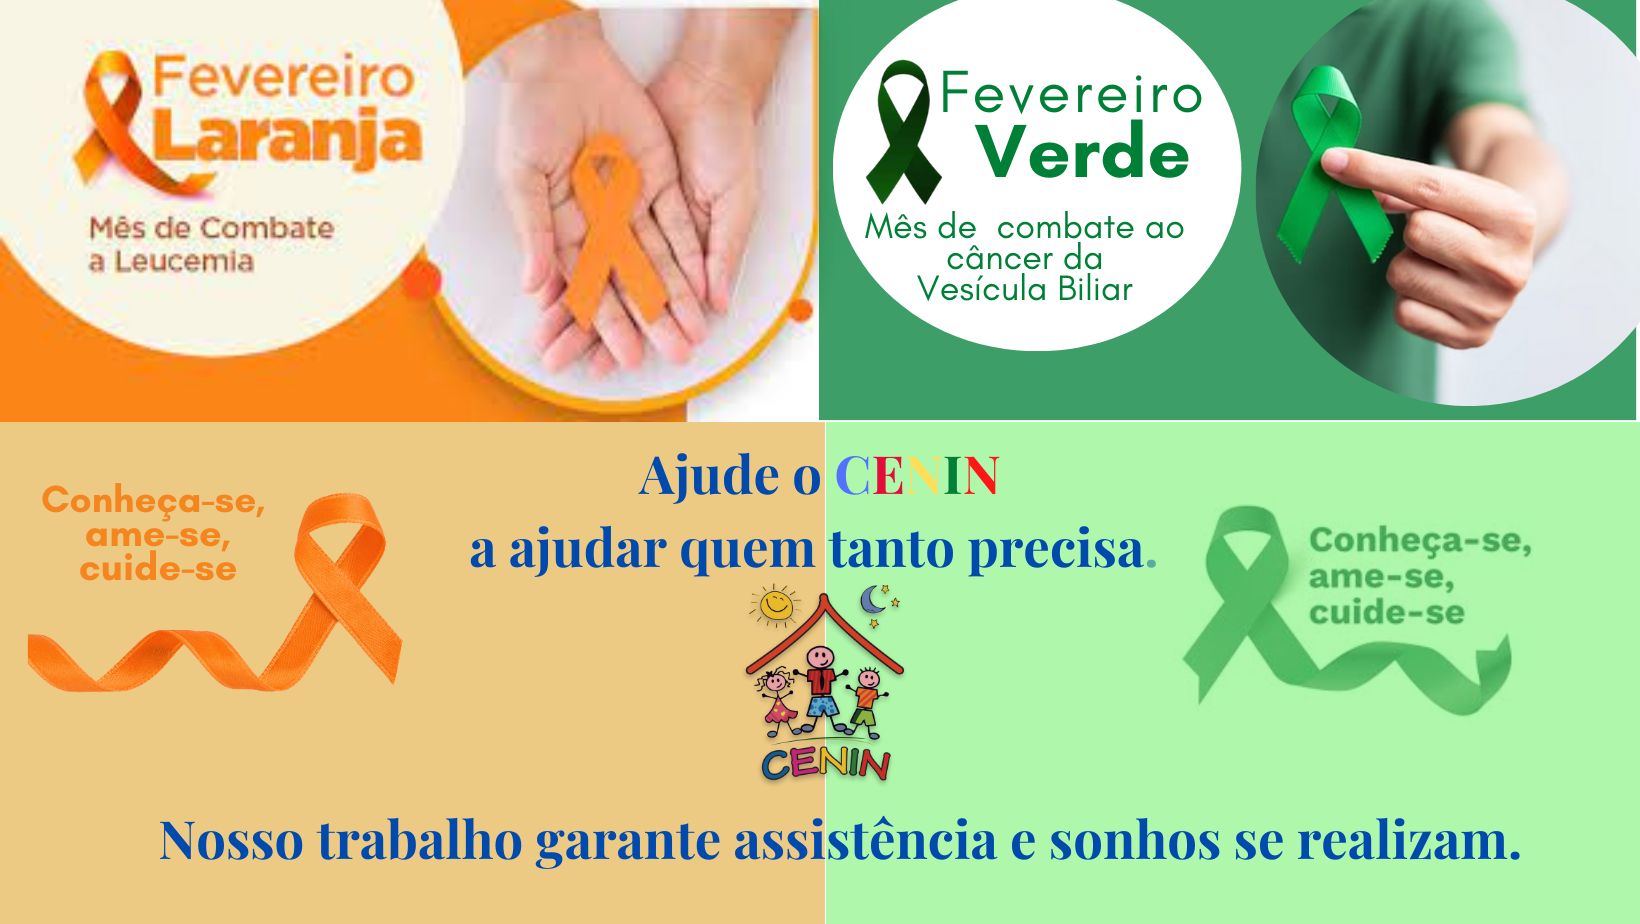 Fevereiro
Laranja
Mês de Combate
a Leucemia
Fevereiro
Verde
Mês de combate ao
câncer da
Vesícula Biliar
Conheça-se,
ame-se,
cuide-se
Ajude o CENIN
a ajudar quem tanto precisa.
CENIN
Conheça-se,
ame-se,
cuide-se
Nosso trabalho garante assistência e sonhos se realizam.